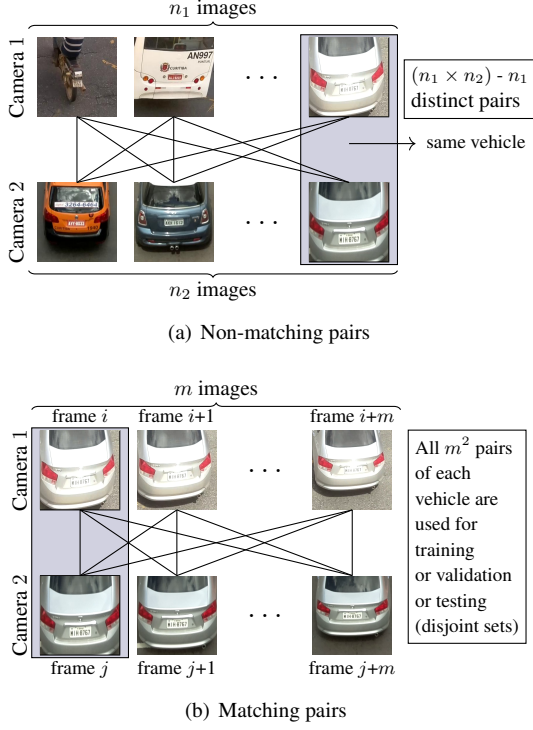 n₁ images
Camera 1
AN997
CURITIBA
· · ·
(n₁ × n₂) - n₁
distinct pairs
same vehicle
Camera 2
3264-6464
· · ·
n₂ images
(a) Non-matching pairs
m images
frame i
frame i+1
frame i+m
Camera 1
· · ·
All m² pairs
of each
vehicle are
used for
training
or validation
or testing
(disjoint sets)
Camera 2
· · ·
frame j
frame j+1
frame j+m
(b) Matching pairs